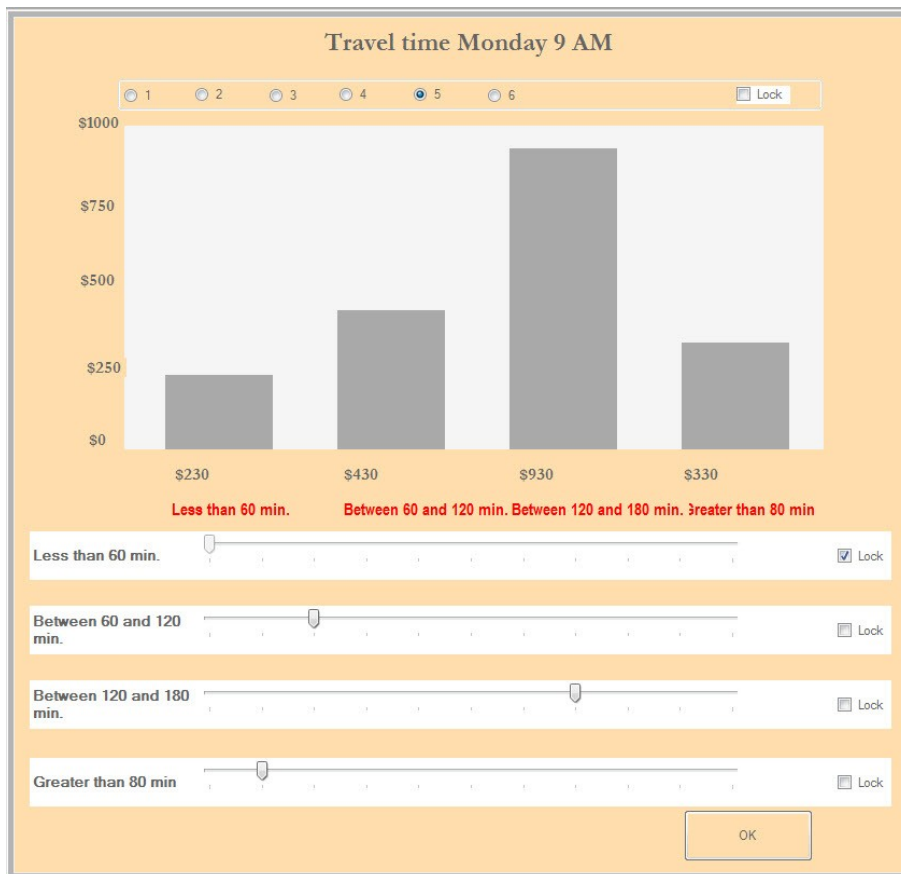 Travel time Monday 9 AM
1 2 3 4 5 6 Lock
$1000
$750
$500
$250
$0
$230 $430 $930 $330
Less than 60 min. Between 60 and 120 min. Between 120 and 180 min. Greater than 80 min
Less than 60 min. Lock
Between 60 and 120
min.
Lock
Between 120 and 180
min.
Lock
Greater than 80 min Lock
OK